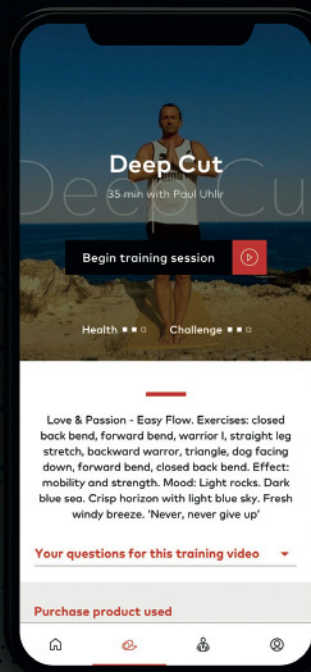 Deep Cu
Deep Cut
35 min with Paul Uhlir
Begin training session
Health
Challenge
Love & Passion - Easy Flow. Exercises: closed
back bend, forward bend, warrior I, straight leg
stretch, backward warror, triangle, dog facing
down, forward bend, closed back bend. Effect:
mobility and strength. Mood: Light rocks. Dark
blue sea. Crisp horizon with light blue sky. Fresh
windy breeze. 'Never, never give up'
Your questions for this training video
Purchase product used